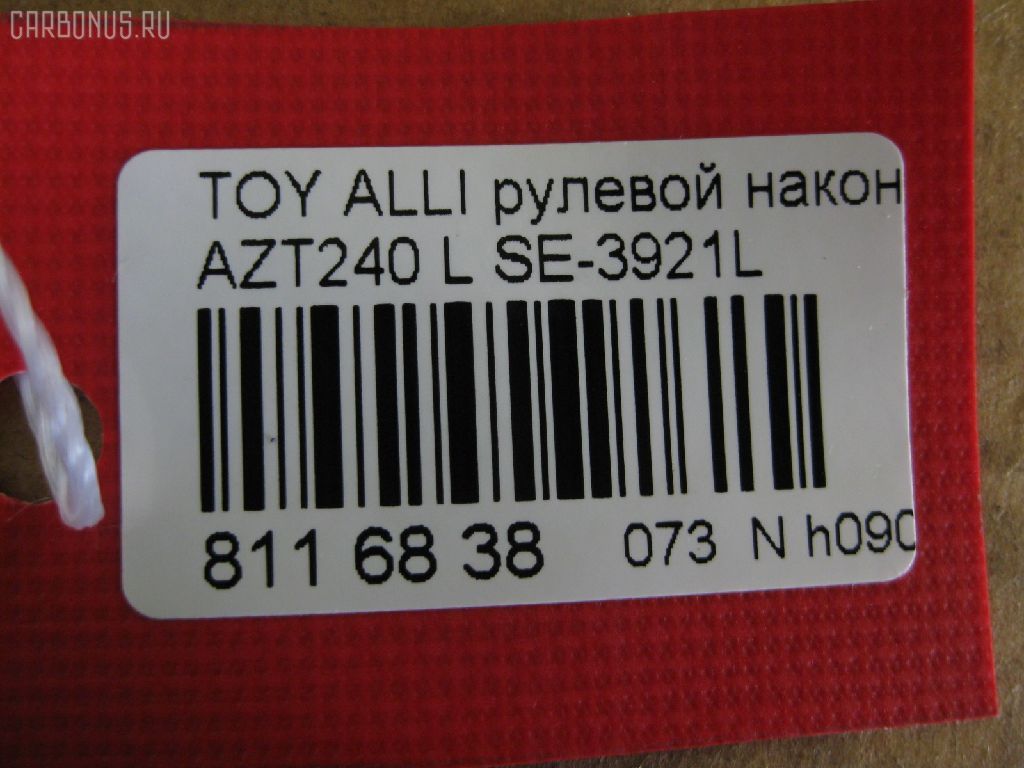 CARBONUS.RU
TOY ALLI рулевой након
AZT240 L SE-3921L
811 68 38 073 N h090